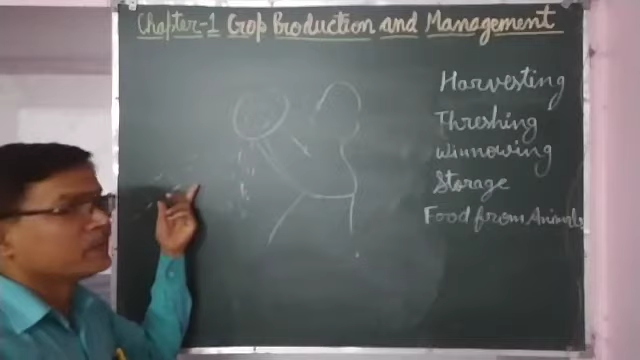 Chapter-1 Crop Production and Management
Harvesting
Threshing
Winnowing
Storage
Food from Animals